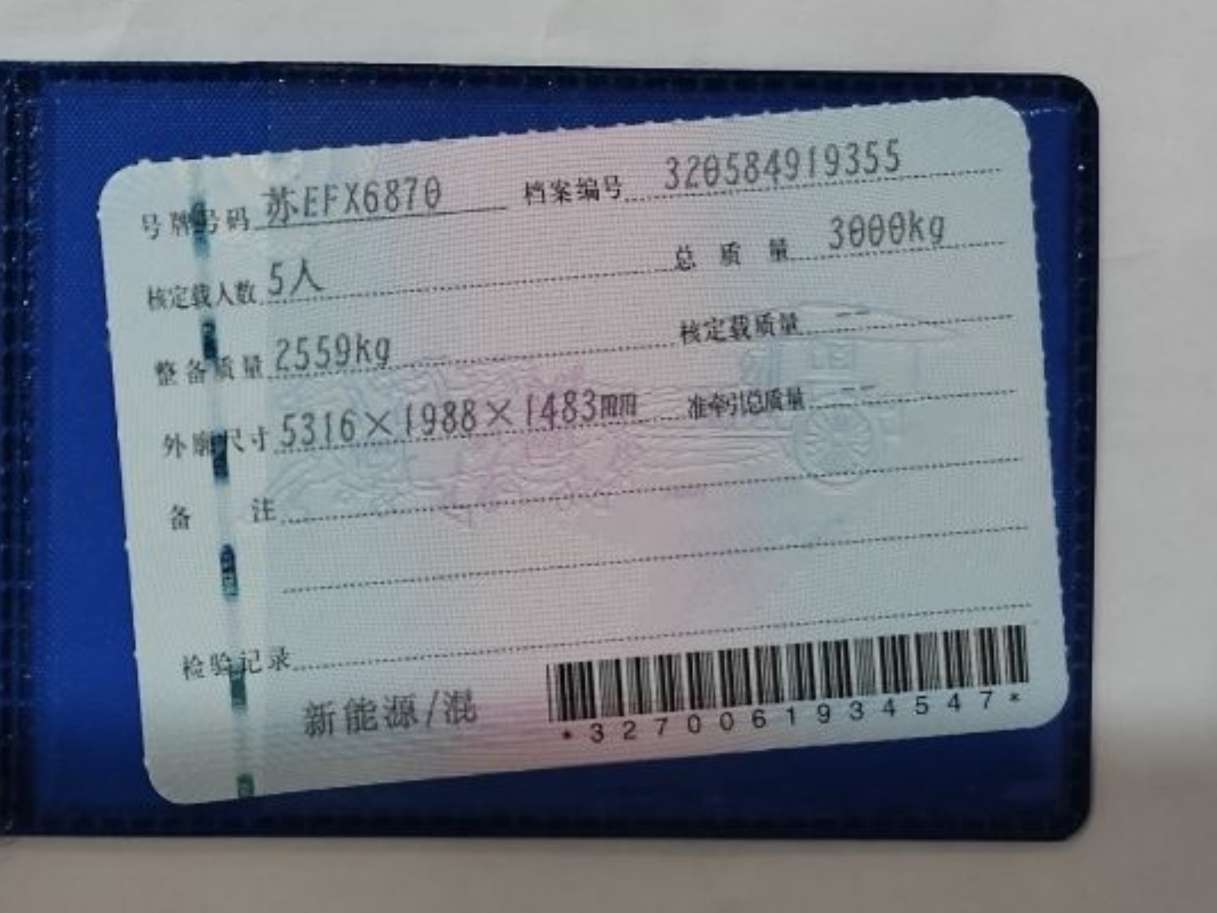 号牌号码 苏EFX6870 档案编号 320584919355
核定载人数 5人 总质量 3000kg
整备质量 2559kg 核定载质量 --
外廓尺寸 5316×1988×1483mm 准牵引总质量 --
备注
检验记录
新能源/混
*327006193 4547*